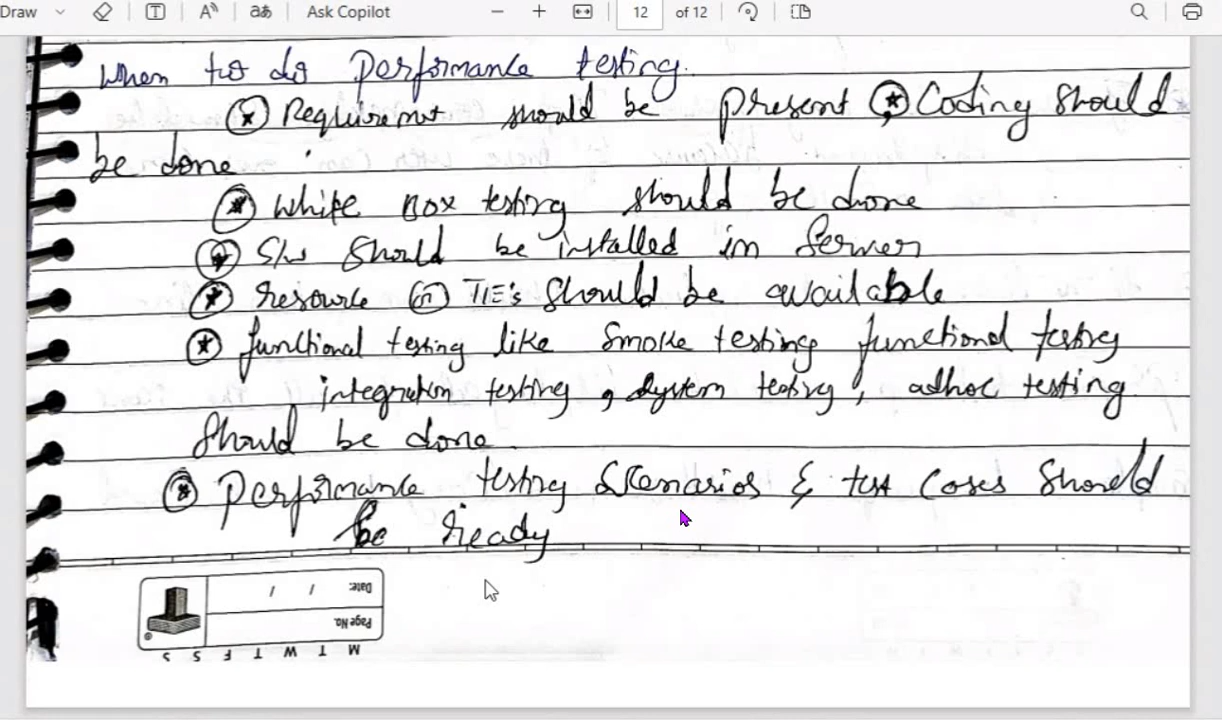 Draw Ask Copilot 12 of 12
When to do Performance testing.
Requirement should be Present Coding should
be done
White Box testing should be done
S/w Should be installed in Server
resource should be available
functional testing like Smoke testing functional testing
integration testing, System testing, adhoc testing
Should be done.
Performance testing Scenarios & test Cases Should
be ready
Date: / /
Page No.
M T W T F S S